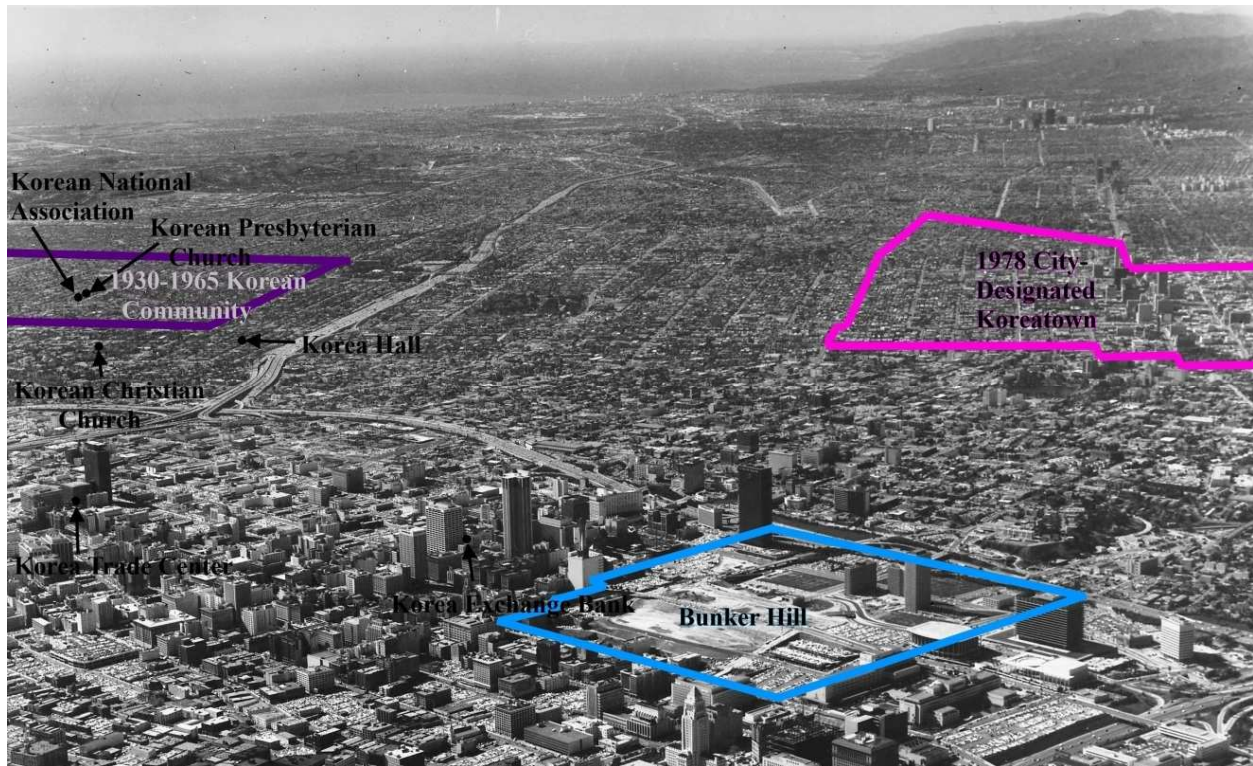 Korean National
Association
Korean Presbyterian
Church
1930-1965 Korean
Community
1978 City-
Designated
Koreatown
Korea Hall
Korean Christian
Church
Korea Trade Center
Korea Exchange Bank
Bunker Hill